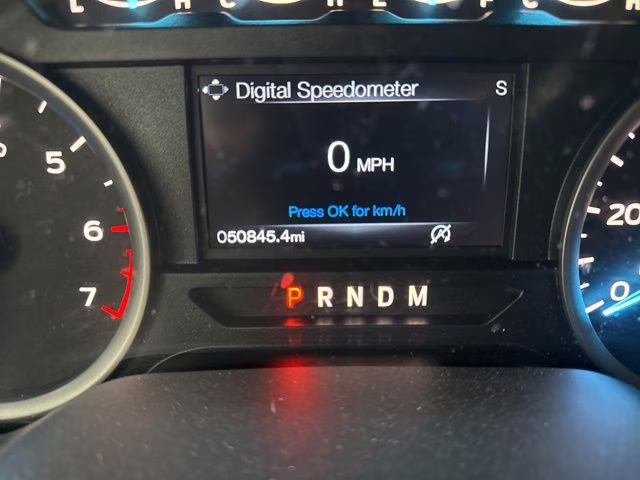 L H C H E F C H
Digital Speedometer S
0 MPH
Press OK for km/h
050845.4mi
5
6
7
20
0
P R N D M